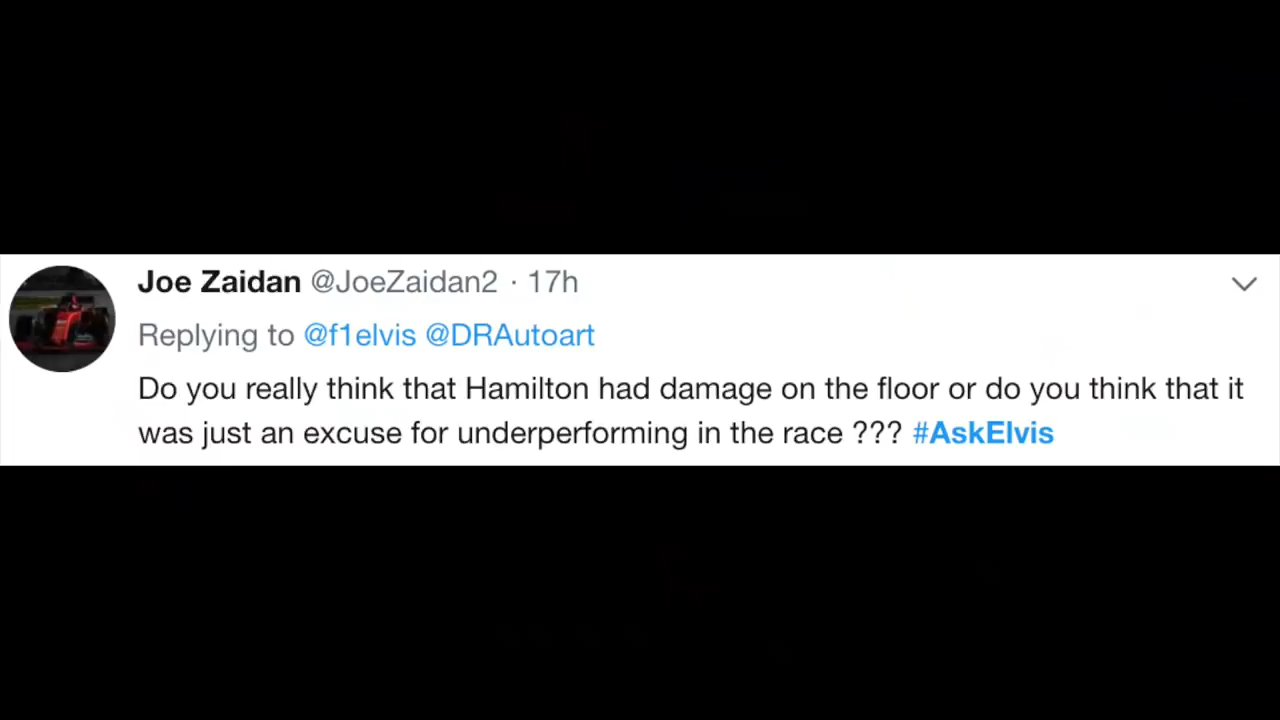 Joe Zaidan @JoeZaidan2 · 17h
Replying to @f1elvis @DRAutoart
Do you really think that Hamilton had damage on the floor or do you think that it
was just an excuse for underperforming in the race ??? #AskElvis